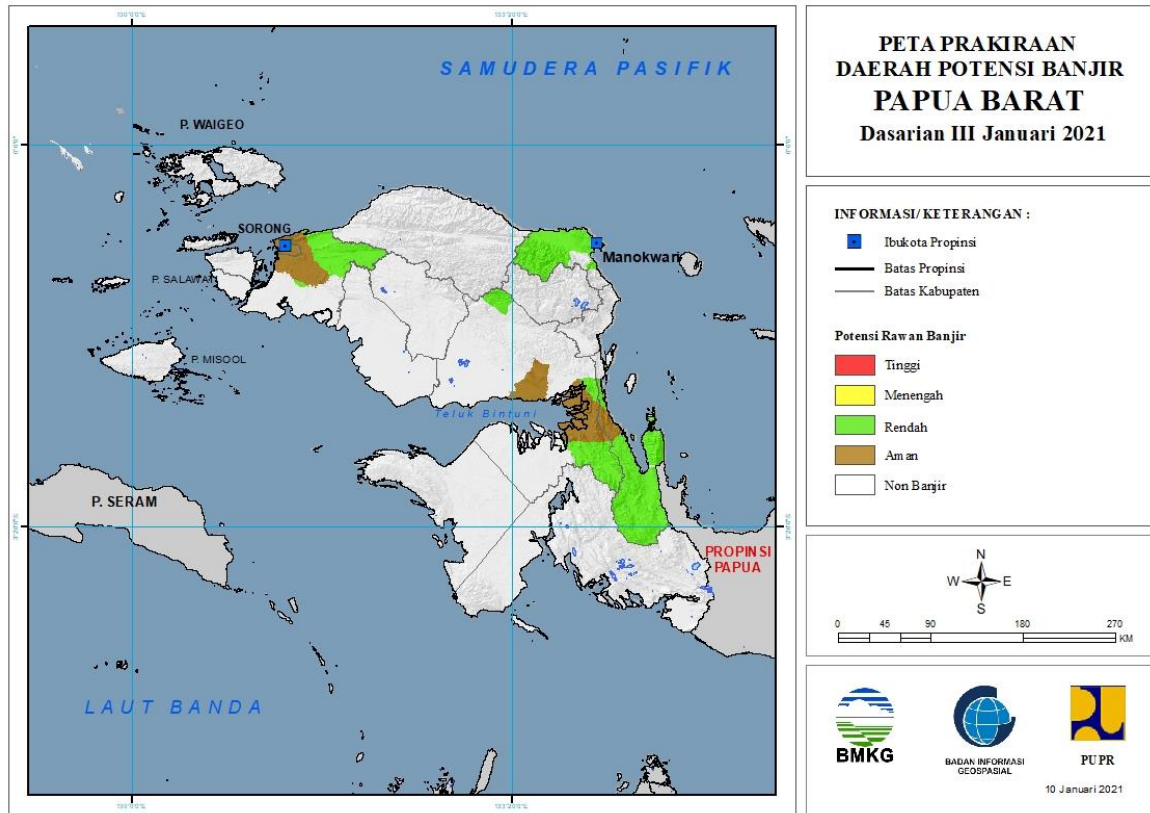 PETA PRAKIRAAN
DAERAH POTENSI BANJIR
PAPUA BARAT
Dasarian III Januari 2021
INFORMASI/ KETERANGAN :
Ibukota Propinsi
Batas Propinsi
Batas Kabupaten
Potensi Rawan Banjir
Tinggi
Menengah
Rendah
Aman
Non Banjir
N
W E
S
0 45 90 180 270
KM
BMKG
BADAN INFORMASI
GEOSPASIAL
PUPR
10 Januari 2021
SAMUDERA PASIFIK
P. WAIGEO
SORONG
Manokwari
P. SALAWATI
P. MISOOL
Teluk Bintuni
P. SERAM
PROPINSI
PAPUA
LAUT BANDA